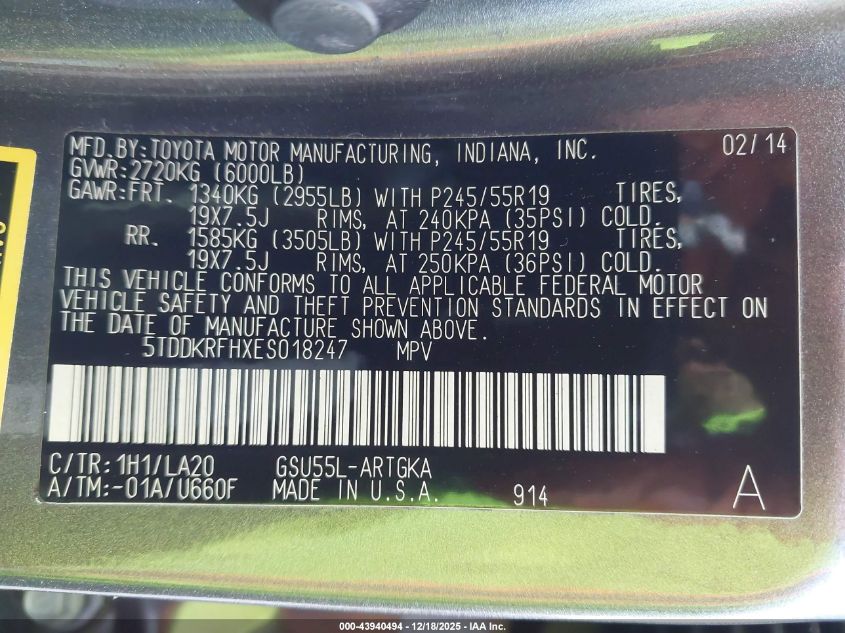 MFD.BY:TOYOTA MOTOR MANUFACTURING, INDIANA, INC. 02/14
GVWR:2720KG (6000LB)
GAWR:FRT. 1340KG (2955LB) WITH P245/55R19 TIRES,
19X7.5J RIMS, AT 240KPA (35PSI) COLD.
RR. 1585KG (3505LB) WITH P245/55R19 TIRES,
19X7.5J RIMS, AT 250KPA (36PSI) COLD.
THIS VEHICLE CONFORMS TO ALL APPLICABLE FEDERAL MOTOR
VEHICLE SAFETY AND THEFT PREVENTION STANDARDS IN EFFECT ON
THE DATE OF MANUFACTURE SHOWN ABOVE.
5TDDKRFHXES018247 MPV
C/TR:1H1/LA20 GSU55L-ARTGKA
A/TM:-01A/U660F MADE IN U.S.A. 914 A
000-43940494 - 12/18/2025 - IAA Inc.